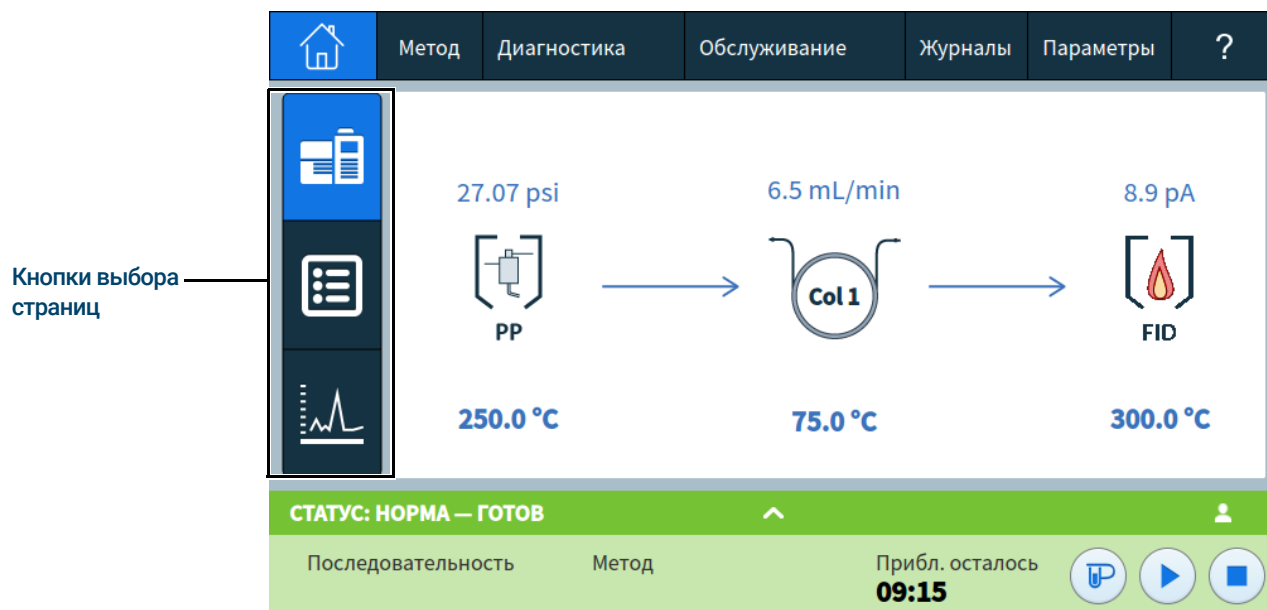 Метод Диагностика Обслуживание Журналы Параметры ?
Кнопки выбора
страниц
27.07 psi 6.5 mL/min 8.9 pA
Col 1
PP FID
250.0 °C 75.0 °C 300.0 °C
СТАТУС: НОРМА — ГОТОВ
Последовательность Метод Прибл. осталось
09:15